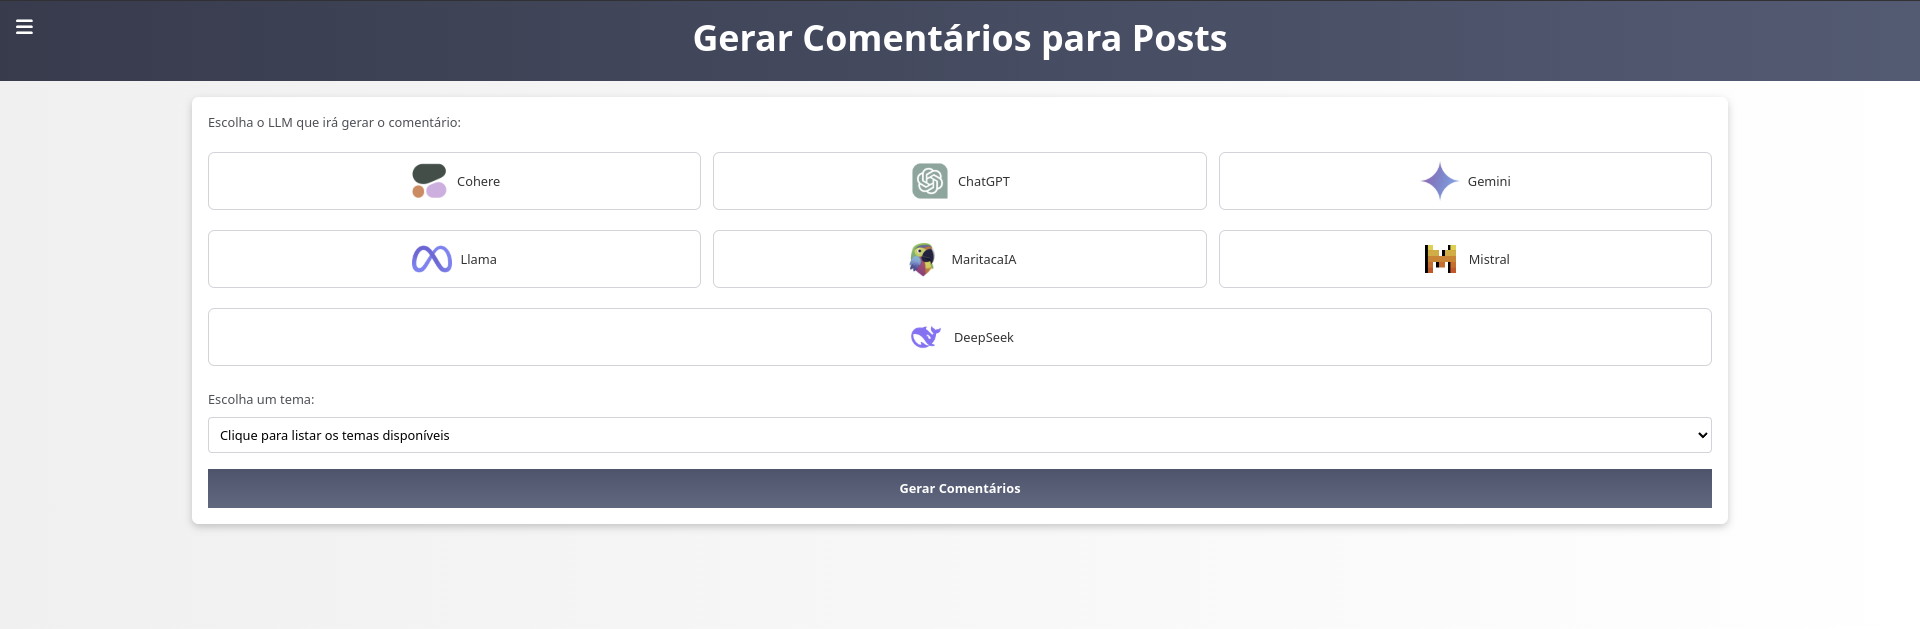 Gerar Comentários para Posts
Escolha o LLM que irá gerar o comentário:
Cohere
ChatGPT
Gemini
Llama
MaritacaIA
Mistral
DeepSeek
Escolha um tema:
Clique para listar os temas disponíveis
Gerar Comentários